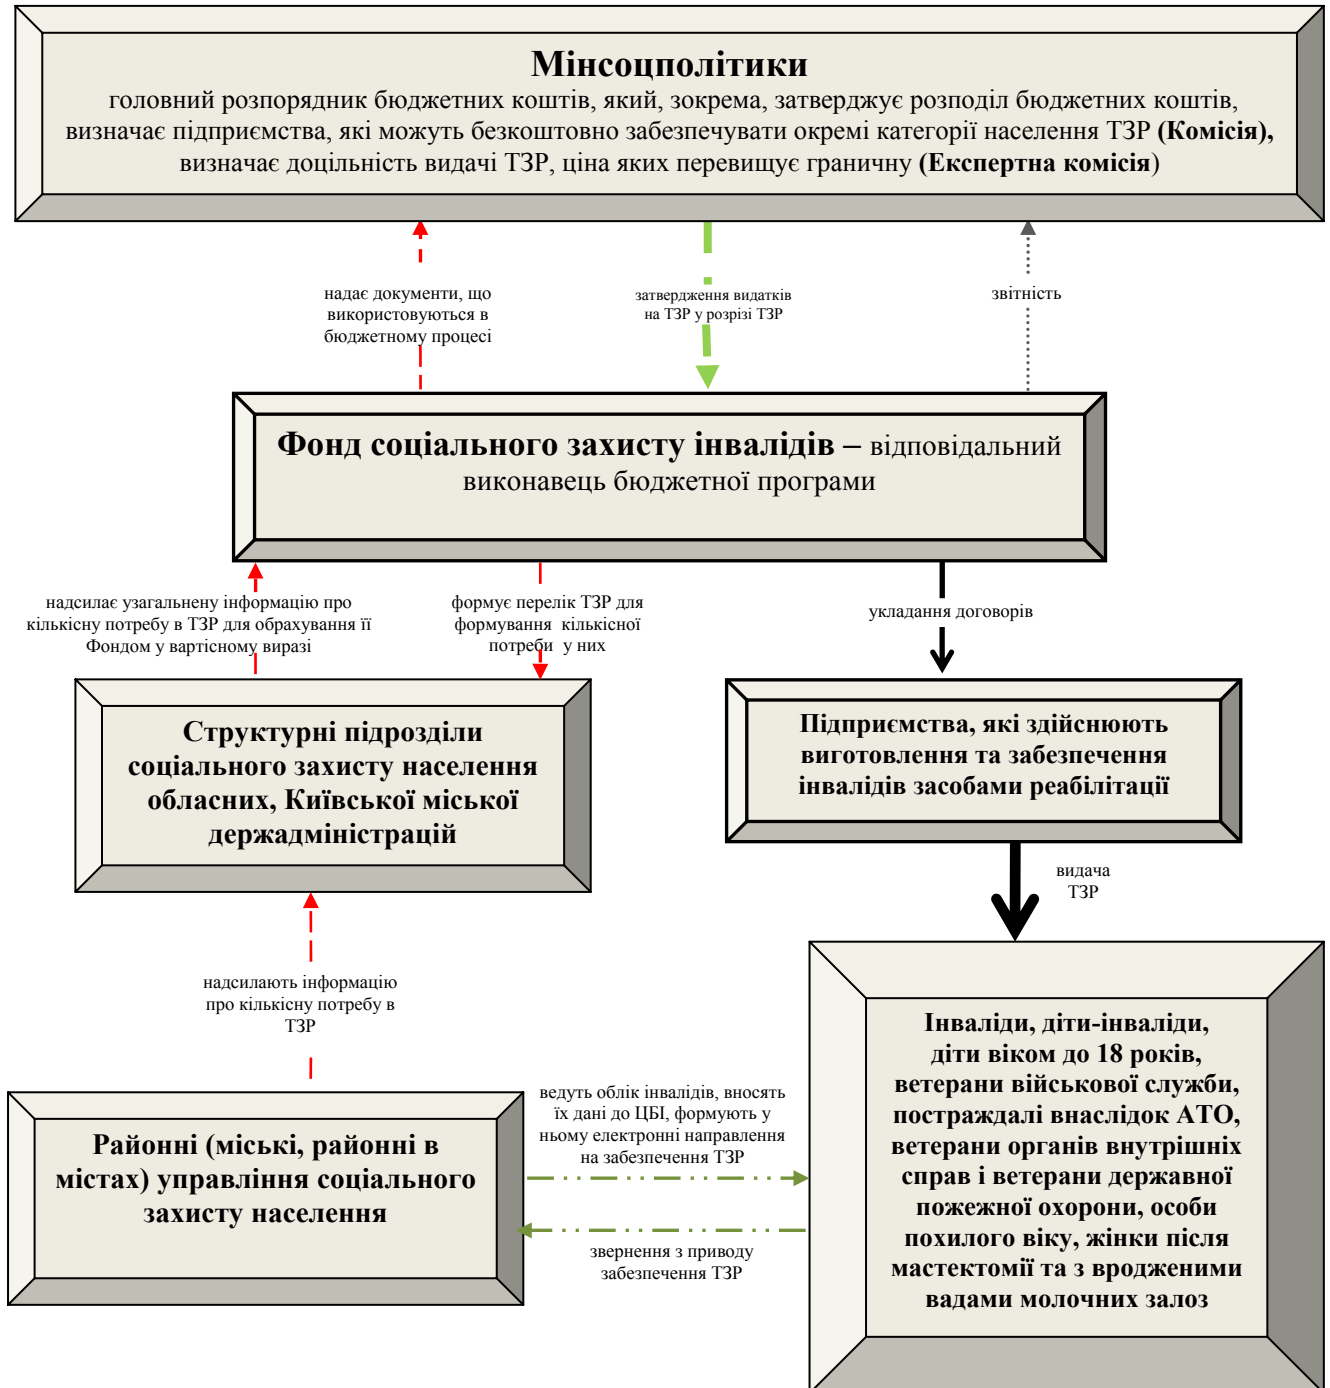 Мінсоцполітики
головний розпорядник бюджетних коштів, який, зокрема, затверджує розподіл бюджетних коштів,
визначає підприємства, які можуть безкоштовно забезпечувати окремі категорії населення ТЗР (Комісія),
визначає доцільність видачі ТЗР, ціна яких перевищує граничну (Експертна комісія)
надає документи, що
використовуються в
бюджетному процесі
затвердження видатків
на ТЗР у розрізі ТЗР
звітність
Фонд соціального захисту інвалідів – відповідальний
виконавець бюджетної програми
надсилає узагальнену інформацію про
кількісну потребу в ТЗР для обрахування її
Фондом у вартісному виразі
формує перелік ТЗР для
формування кількісної
потреби у них
укладання договорів
Структурні підрозділи
соціального захисту населення
обласних, Київської міської
держадміністрацій
Підприємства, які здійснюють
виготовлення та забезпечення
інвалідів засобами реабілітації
видача
ТЗР
надсилають інформацію
про кількісну потребу в
ТЗР
Інваліди, діти-інваліди,
діти віком до 18 років,
ветерани військової служби,
постраждалі внаслідок АТО,
ветерани органів внутрішніх
справ і ветерани державної
пожежної охорони, особи
похилого віку, жінки після
мастектомії та з вродженими
вадами молочних залоз
ведуть облік інвалідів, вносять
їх дані до ЦБІ, формують у
ньому електронні направлення
на забезпечення ТЗР
Районні (міські, районні в
містах) управління соціального
захисту населення
звернення з приводу
забезпечення ТЗР